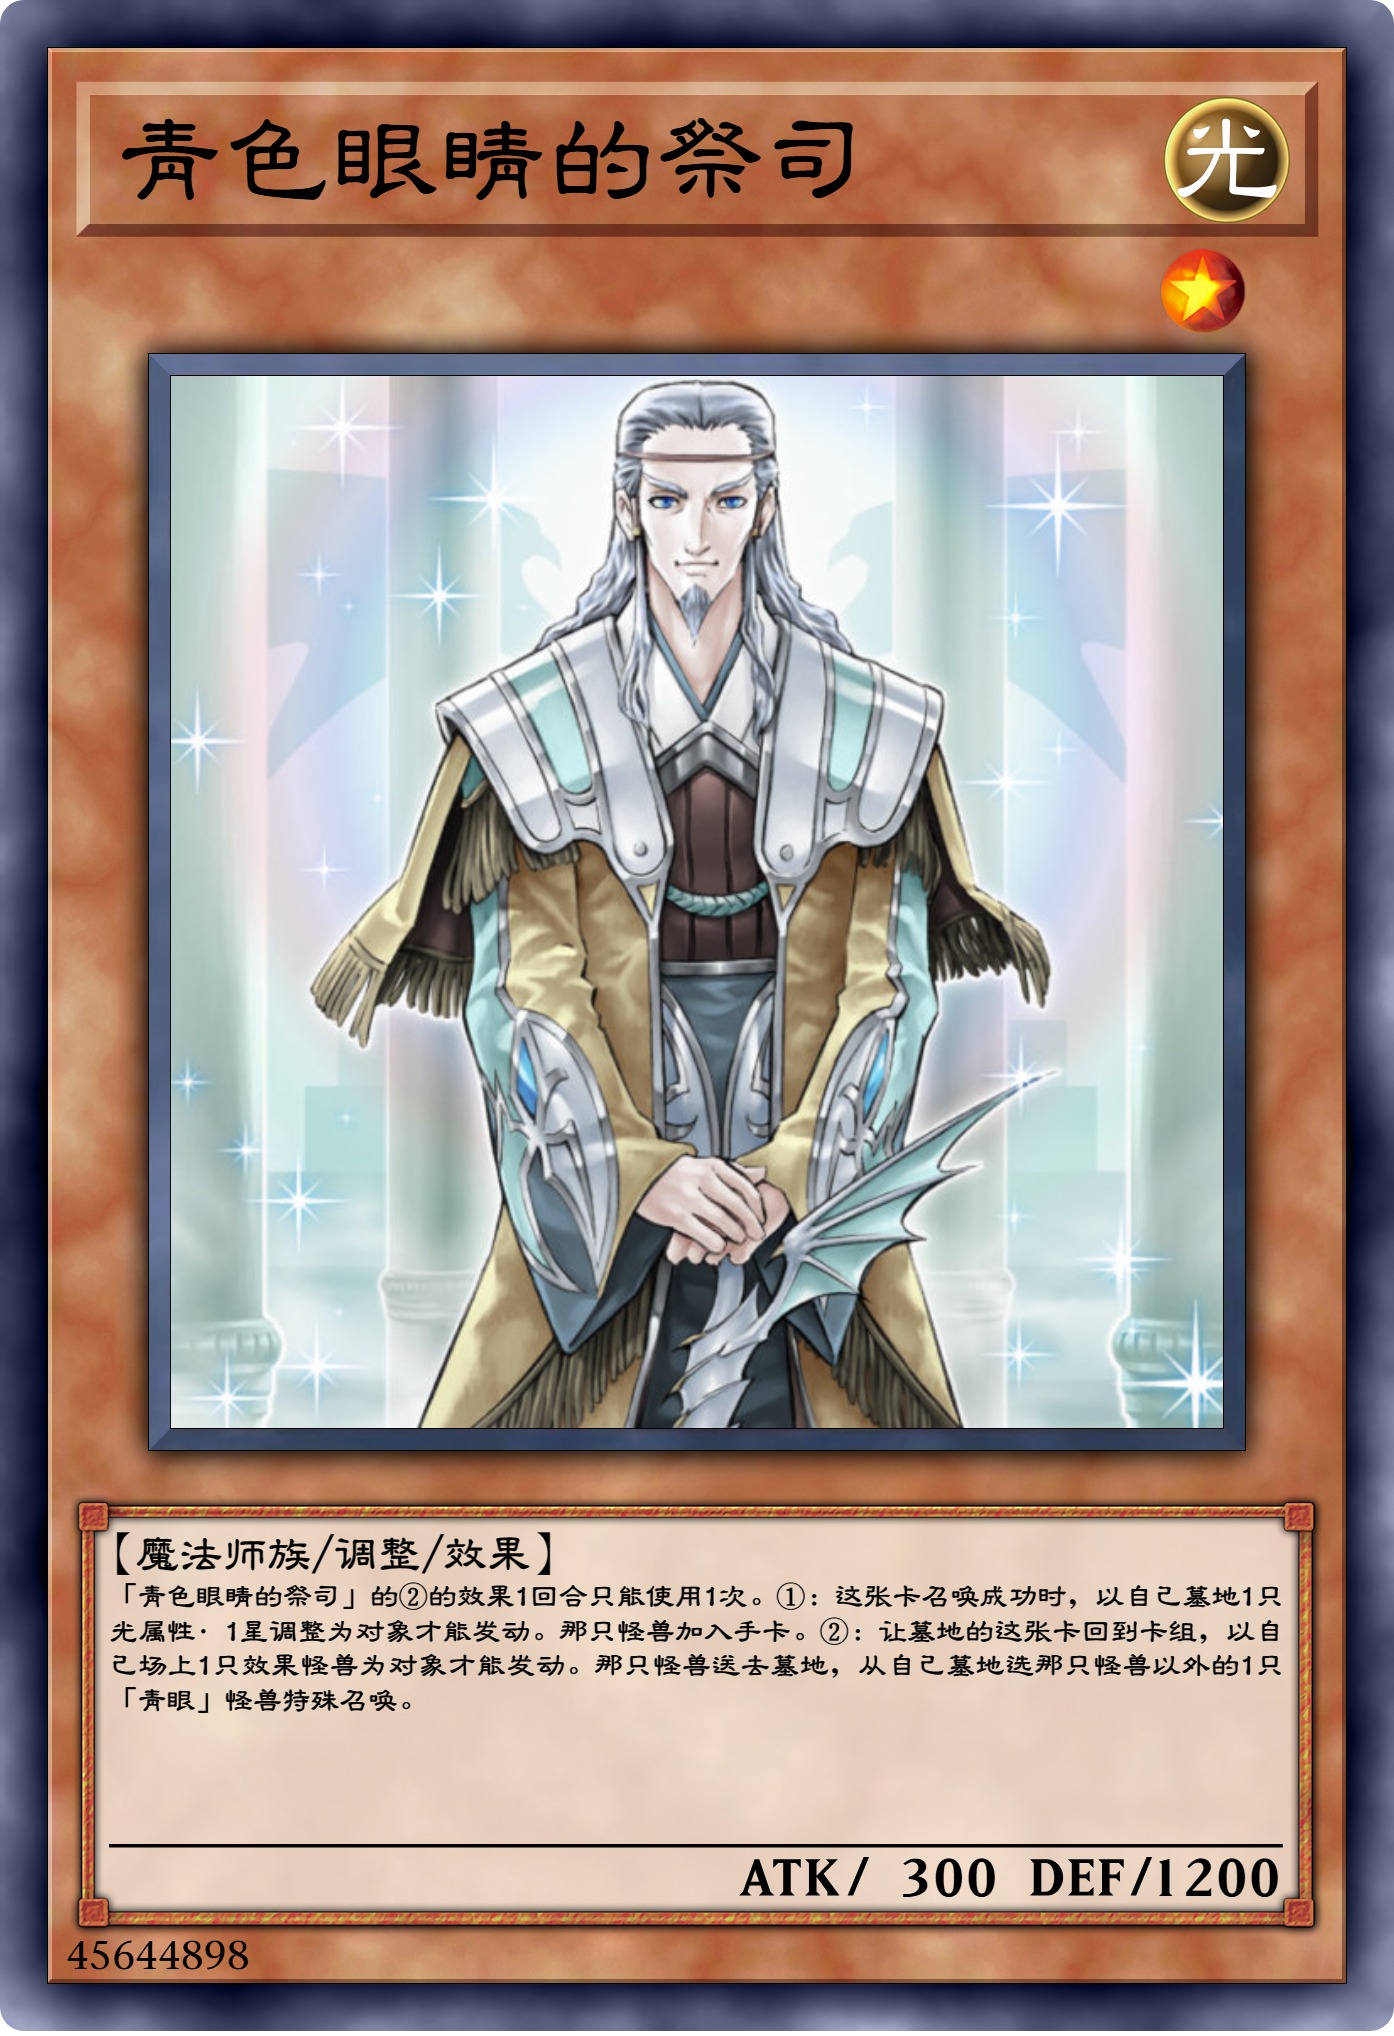 青色眼睛的祭司
光
【魔法师族/调整/效果】
「青色眼睛的祭司」的②的效果1回合只能使用1次。①：这张卡召唤成功时，以自己墓地1只
光属性·1星调整为对象才能发动。那只怪兽加入手卡。②：让墓地的这张卡回到卡组，以自
己场上1只效果怪兽为对象才能发动。那只怪兽送去墓地，从自己墓地选那只怪兽以外的1只
「青眼」怪兽特殊召唤。
ATK/ 300 DEF/1200
45644898